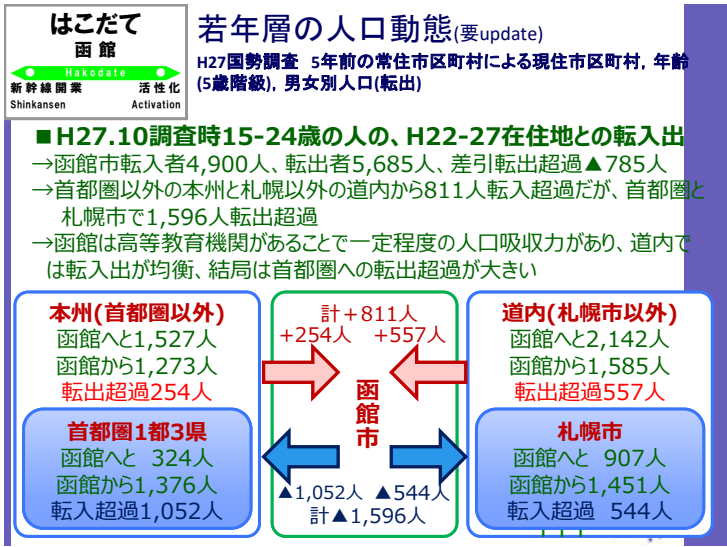 はこだて
函館
Hakodate
新幹線開業　活性化
Shinkansen　Activation
若年層の人口動態(要update)
H27国勢調査　5年前の常住市区町村による現住市区町村，年齢
(5歳階級)，男女別人口(転出)
■H27.10調査時15-24歳の人の、H22-27在住地との転入出
→函館市転入者4,900人、転出者5,685人、差引転出超過▲785人
→首都圏以外の本州と札幌以外の道内から811人転入超過だが、首都圏と
札幌市で1,596人転出超過
→函館は高等教育機関があることで一定程度の人口吸収力があり、道内で
は転入出が均衡、結局は首都圏への転出超過が大きい
本州(首都圏以外)
函館へと1,527人
函館から1,273人
転出超過254人
首都圏1都3県
函館へと 324人
函館から1,376人
転入超過1,052人
計＋811人
+254人　+557人
函館市
▲1,052人 ▲544人
計▲1,596人
道内(札幌市以外)
函館へと2,142人
函館から1,585人
転出超過557人
札幌市
函館へと 907人
函館から1,451人
転入超過 544人